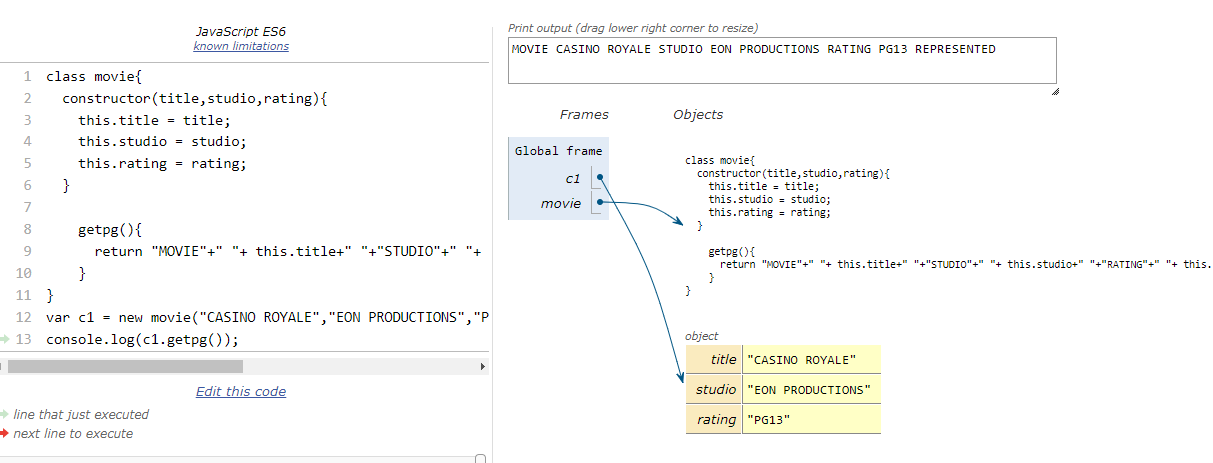 JavaScript ES6
known limitations
1 class movie{
2 constructor(title,studio,rating){
3 this.title = title;
4 this.studio = studio;
5 this.rating = rating;
6 }
7
8 getpg(){
9 return "MOVIE"+" "+ this.title+" "+"STUDIO"+" "+
10 }
11 }
12 var c1 = new movie("CASINO ROYALE","EON PRODUCTIONS","P
13 console.log(c1.getpg());
Edit this code
line that just executed
next line to execute
Print output (drag lower right corner to resize)
MOVIE CASINO ROYALE STUDIO EON PRODUCTIONS RATING PG13 REPRESENTED
Frames Objects
Global frame
c1
movie
class movie{
constructor(title,studio,rating){
this.title = title;
this.studio = studio;
this.rating = rating;
}
getpg(){
return "MOVIE"+" "+ this.title+" "+"STUDIO"+" "+ this.studio+" "+"RATING"+" "+ this.
}
}
object
title "CASINO ROYALE"
studio "EON PRODUCTIONS"
rating "PG13"